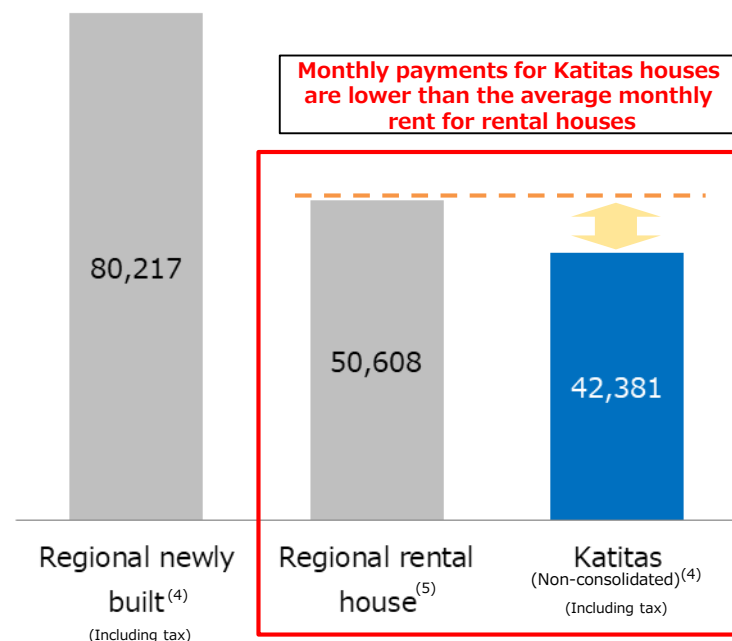 Monthly payments for Katitas houses
are lower than the average monthly
rent for rental houses
80,217
50,608
42,381
Regional newly
built(4)
(Including tax)
Regional rental
house(5)
Katitas
(Non-consolidated)(4)
(Including tax)